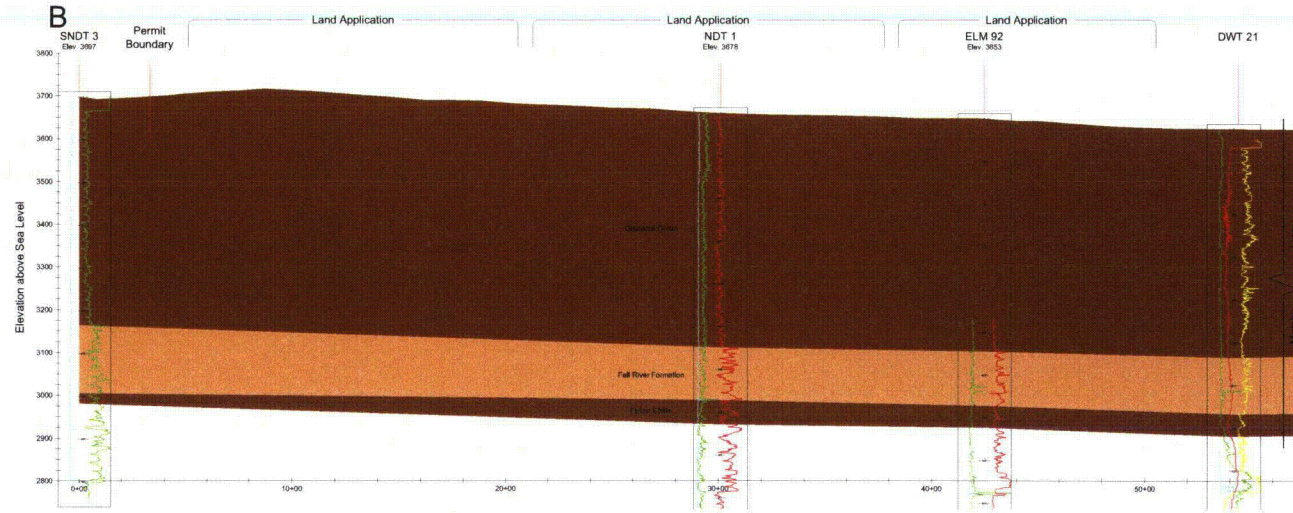 B
Land Application
Land Application
Land Application
SNDT 3
Elev. 3697
Permit
Boundary
NDT 1
Elev. 3678
ELM 92
Elev. 3653
DWT 21
Elevation above Sea Level
3800
3700
3600
3500
3400
3300
3200
3100
3000
2900
2800
Fall River Formation
0+00
10+00
20+00
30+00
40+00
50+00